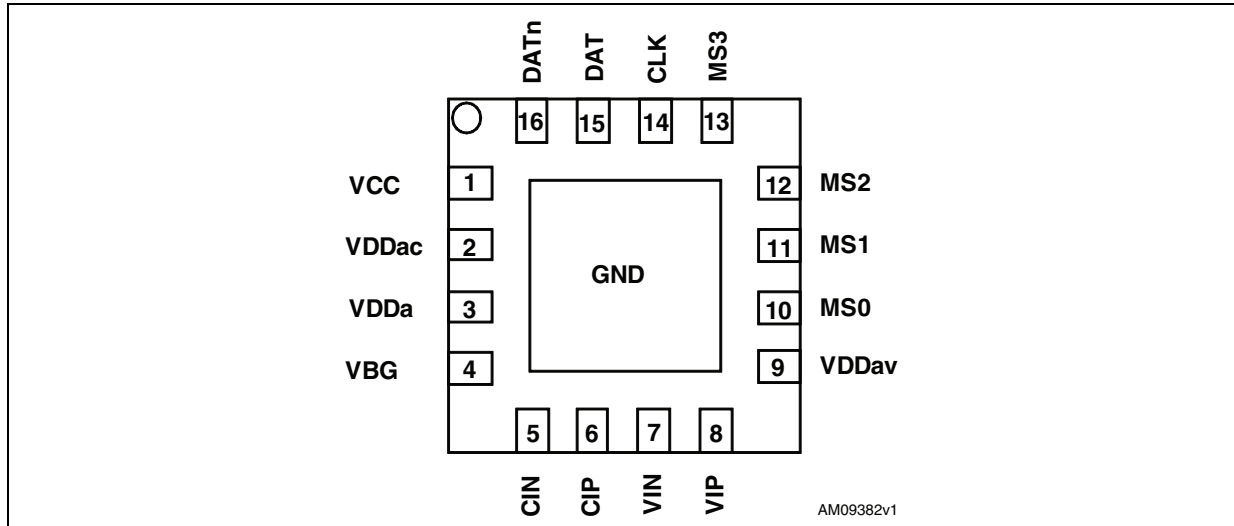 DATn DAT CLK MS3
16 15 14 13
VCC 1 12 MS2
VDDac 2 11 MS1
GND
VDDa 3 10 MS0
VBG 4 9 VDDav
5 6 7 8
CIN CIP VIN VIP
AM09382v1